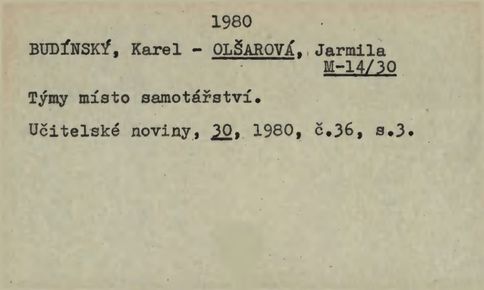 1980
BUDÍNSKÝ, Karel - OLŠAROVÁ, Jarmila
M-14/30
Týmy místo samotářství.
Učitelské noviny, 30, 1980, č.36, s.3.